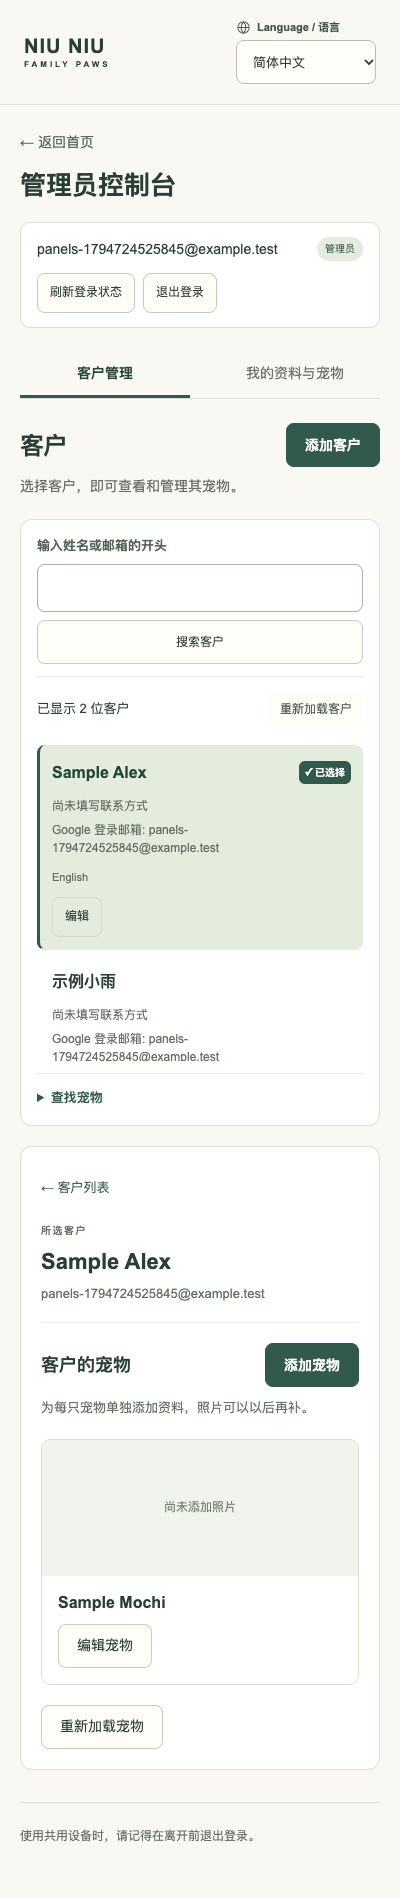 NIU NIU
FAMILY PAWS
Language / 语言
简体中文
← 返回首页
管理员控制台
panels-1794724525845@example.test
管理员
刷新登录状态
退出登录
客户管理
我的资料与宠物
客户
添加客户
选择客户，即可查看和管理其宠物。
输入姓名或邮箱的开头
搜索客户
已显示 2 位客户
重新加载客户
Sample Alex
✓ 已选择
尚未填写联系方式
Google 登录邮箱: panels-
1794724525845@example.test
English
编辑
示例小雨
尚未填写联系方式
Google 登录邮箱: panels-
1794724525845@example.test
▶ 查找宠物
← 客户列表
所选客户
Sample Alex
panels-1794724525845@example.test
客户的宠物
添加宠物
为每只宠物单独添加资料，照片可以以后再补。
尚未添加照片
Sample Mochi
编辑宠物
重新加载宠物
使用共用设备时，请记得在离开前退出登录。